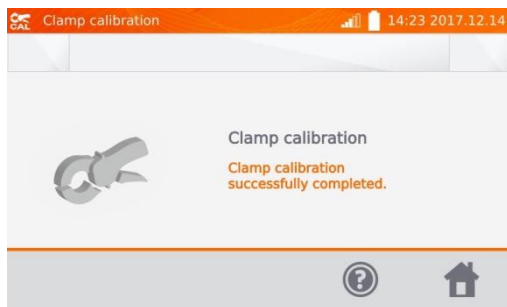 CAL
Clamp calibration
14:23 2017.12.14
Clamp calibration
Clamp calibration
successfully completed.
?